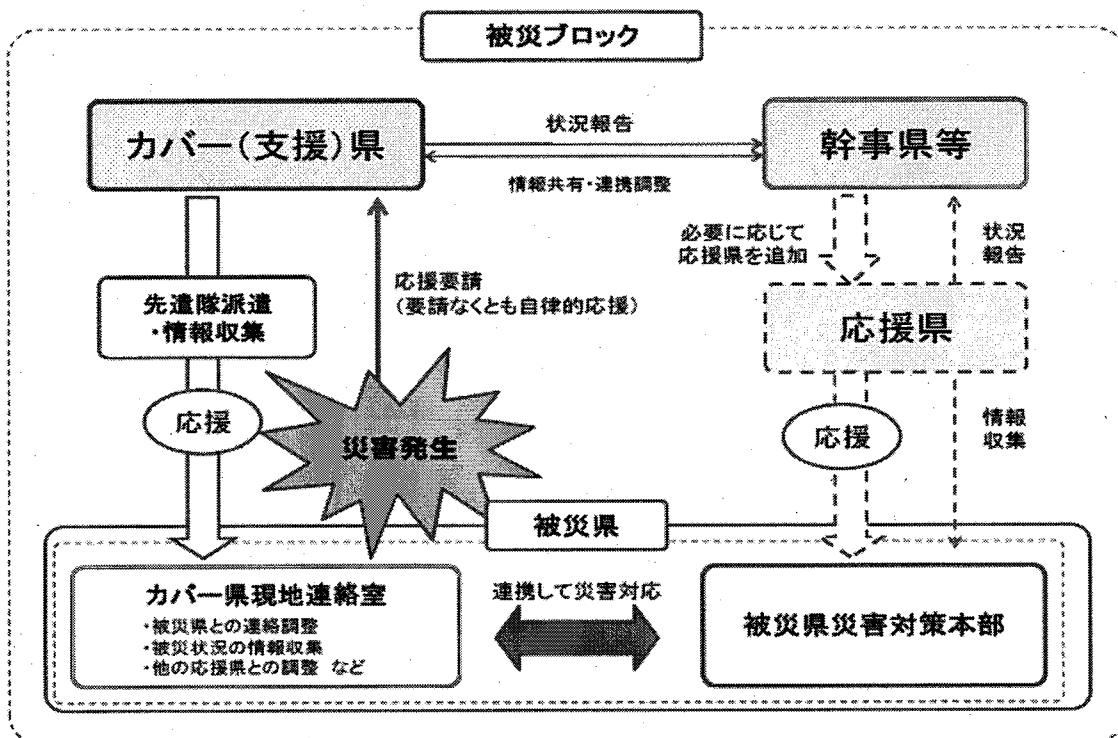 被災ブロック
カバー(支援)県
状況報告
情報共有・連携調整
幹事県等
先遣隊派遣
・情報収集
応援
応援要請
(要請なくとも自律的応援)
災害発生
必要に応じて
応援県を追加
状況
報告
応援県
応援
情報
収集
被災県
カバー県現地連絡室
・被災県との連絡調整
・被災状況の情報収集
・他の応援県との調整 など
連携して災害対応
被災県災害対策本部